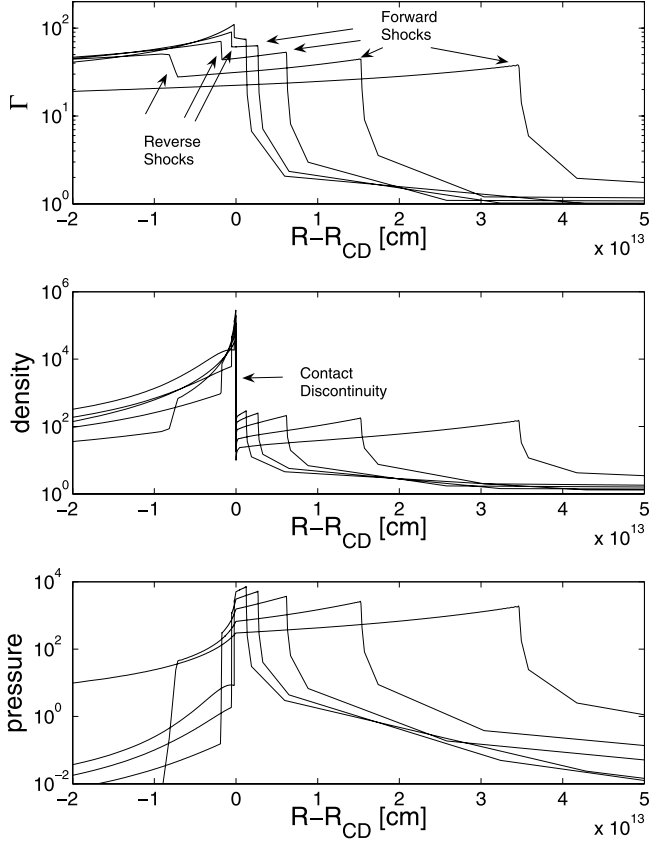 10^2
Forward
Shocks
Γ
10^1
Reverse
Shocks
10^0
−2 −1 0 1 2 3 4 5
R−R_CD [cm]
x 10^13
10^6
10^4
density
Contact
Discontinuity
10^2
10^0
−2 −1 0 1 2 3 4 5
R−R_CD [cm]
x 10^13
10^4
10^2
pressure
10^0
10^−2
−2 −1 0 1 2 3 4 5
R−R_CD [cm]
x 10^13